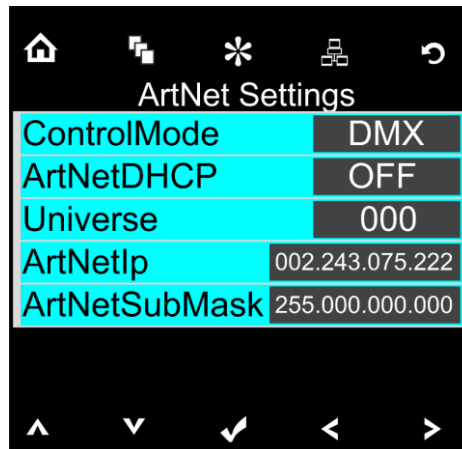 ArtNet Settings
ControlMode DMX
ArtNetDHCP OFF
Universe 000
ArtNetIp 002.243.075.222
ArtNetSubMask 255.000.000.000